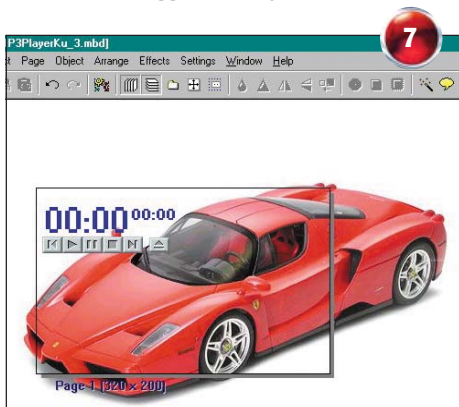 P3PlayerKu_3.mbd]
Page Object Arrange Effects Settings Window Help
7
00:00 00:00
Page 1 [320 x 200]